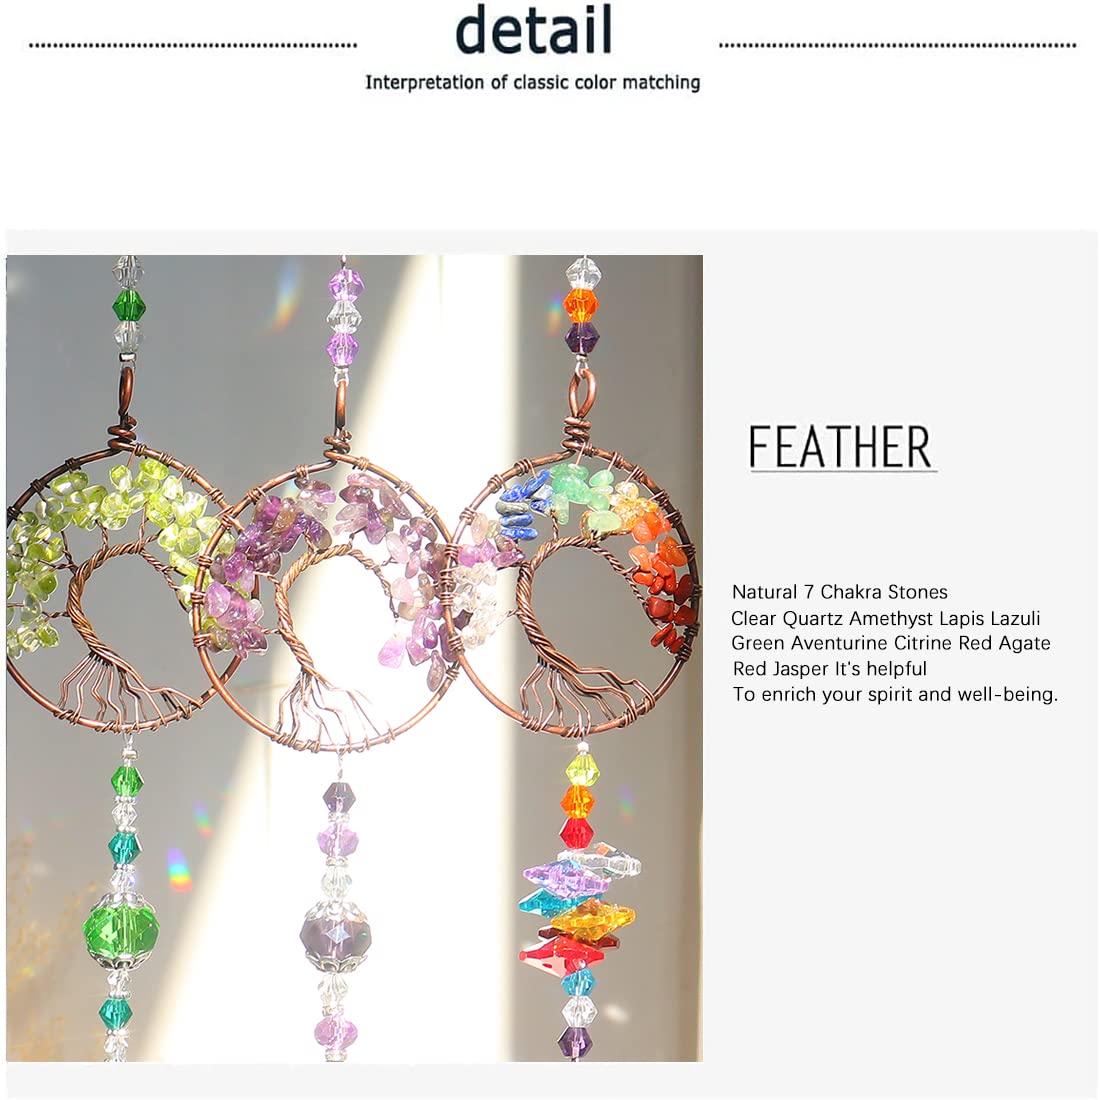 detail
Interpretation of classic color matching
FEATHER
Natural 7 Chakra Stones
Clear Quartz Amethyst Lapis Lazuli
Green Aventurine Citrine Red Agate
Red Jasper It's helpful
To enrich your spirit and well-being.